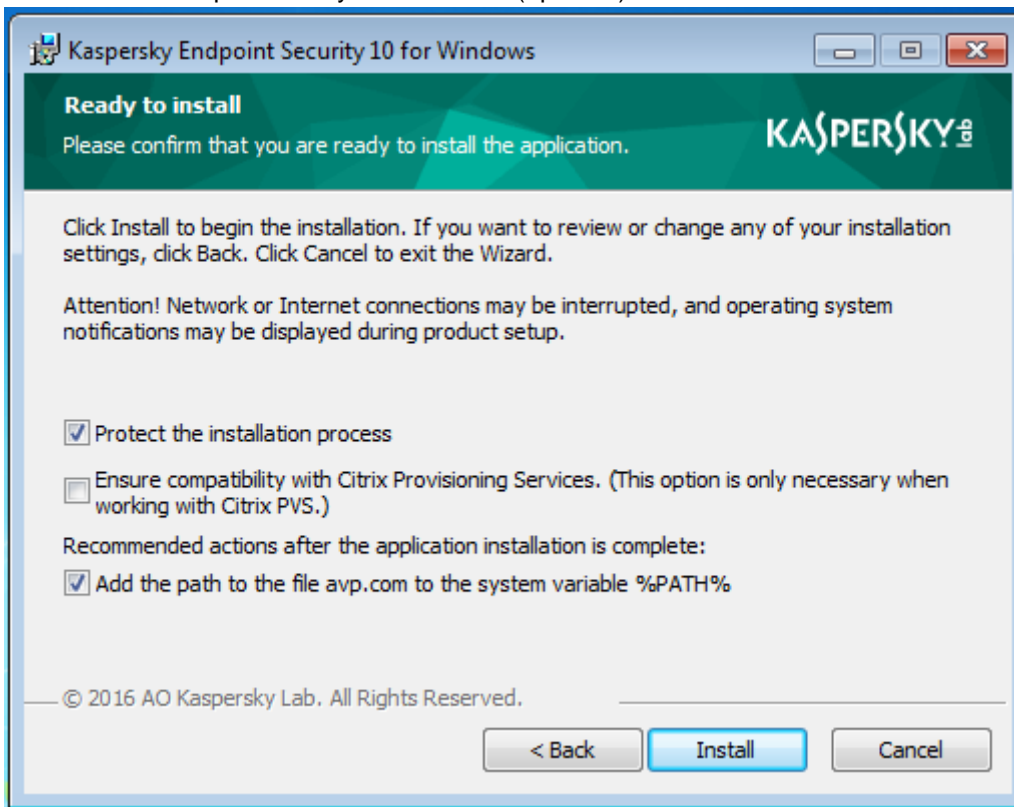 Kaspersky Endpoint Security 10 for Windows
Ready to install
Please confirm that you are ready to install the application.
KASPERSKY lab
Click Install to begin the installation. If you want to review or change any of your installation
settings, click Back. Click Cancel to exit the Wizard.
Attention! Network or Internet connections may be interrupted, and operating system
notifications may be displayed during product setup.
Protect the installation process
Ensure compatibility with Citrix Provisioning Services. (This option is only necessary when
working with Citrix PVS.)
Recommended actions after the application installation is complete:
Add the path to the file avp.com to the system variable %PATH%
© 2016 AO Kaspersky Lab. All Rights Reserved.
< Back Install Cancel